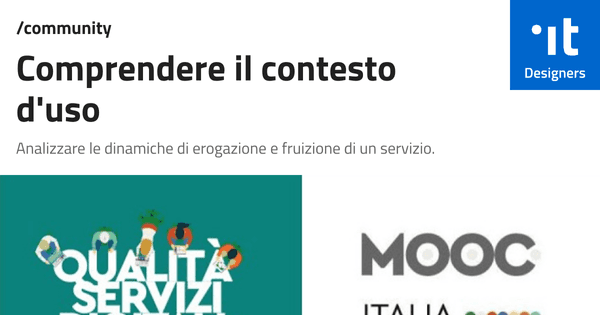 /community
Comprendere il contesto
d'uso
Analizzare le dinamiche di erogazione e fruizione di un servizio.
it
Designers
QUALITÀ
SERVIZI
MOOC
ITALIA